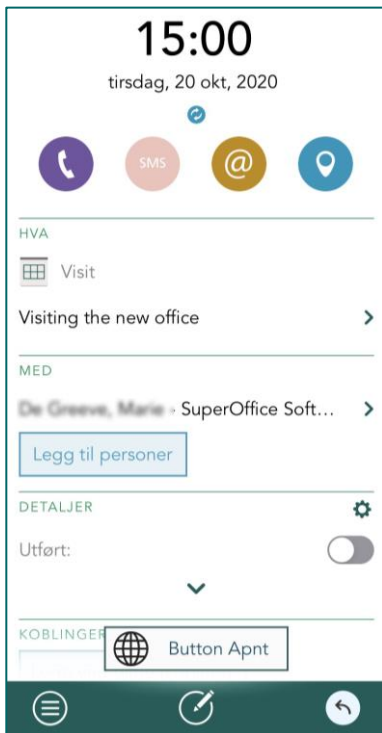 15:00
tirsdag, 20 okt, 2020
SMS @
HVA
Visit
Visiting the new office
MED
SuperOffice Soft...
Legg til personer
DETALJER
Utført:
KOBLINGER
Button Apnt